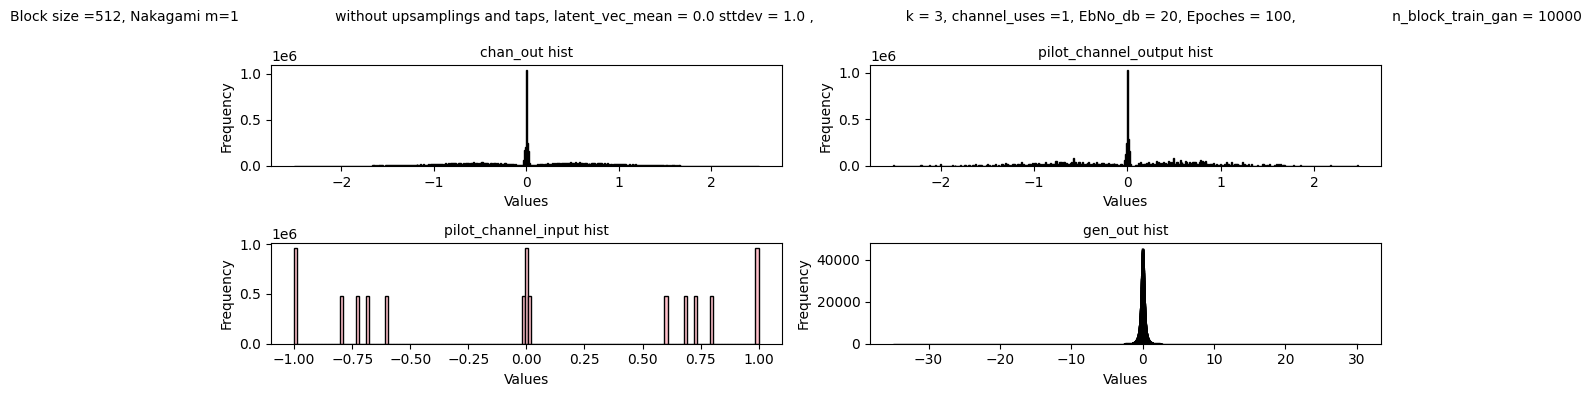 Block size =512, Nakagami m=1 without upsamplings and taps, latent_vec_mean = 0.0 sttdev = 1.0 , k = 3, channel_uses =1, EbNo_db = 20, Epoches = 100, n_block_train_gan = 10000
chan_out hist
1e6
1.0
0.5
0.0
Frequency
−2 −1 0 1 2
Values
pilot_channel_output hist
1e6
1.0
0.5
0.0
Frequency
−2 −1 0 1 2
Values
pilot_channel_input hist
1e6
1.0
0.5
0.0
Frequency
−1.00 −0.75 −0.50 −0.25 0.00 0.25 0.50 0.75 1.00
Values
gen_out hist
40000
20000
0
Frequency
−30 −20 −10 0 10 20 30
Values